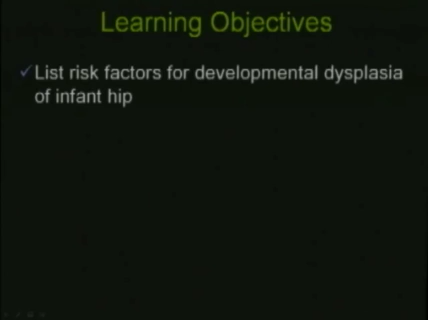 Learning Objectives
✓List risk factors for developmental dysplasia
of infant hip